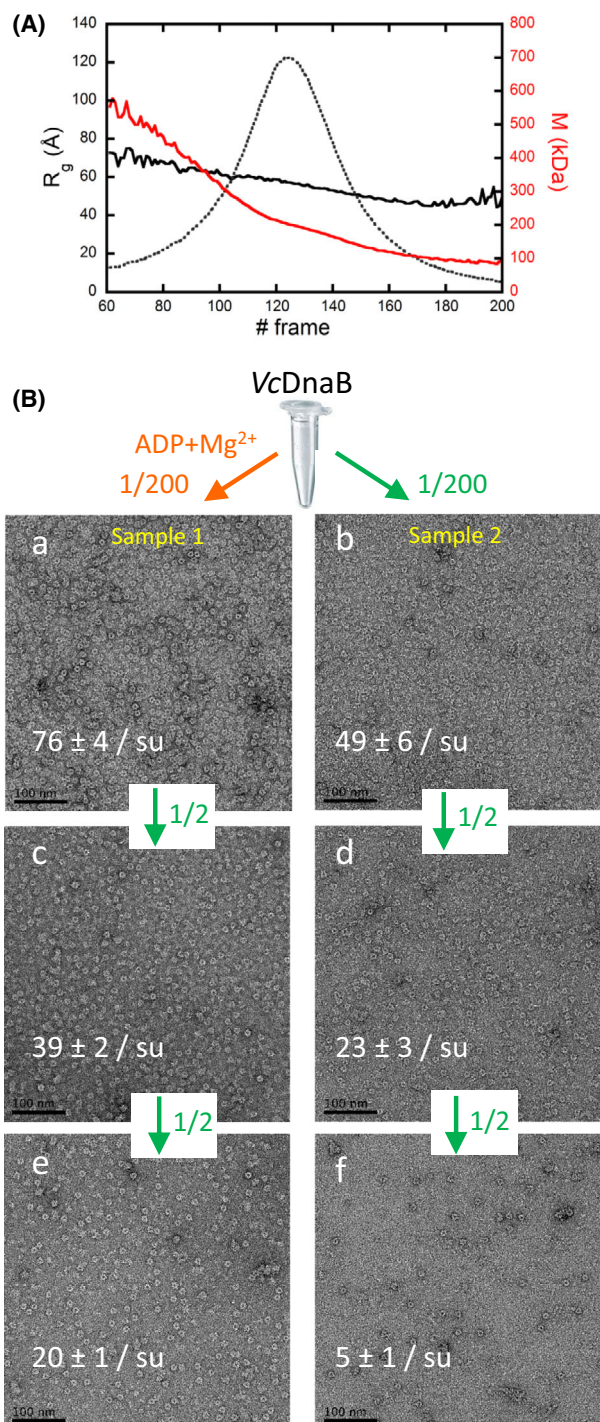 (A)
140
120
100
80
60
40
20
0
Rg (Å)
800
700
600
500
400
300
200
100
0
M (kDa)
60 80 100 120 140 160 180 200
# frame
(B)
VcDnaB
ADP+Mg²⁺
1/200
1/200
a
Sample 1
76 ± 4 / su
100 nm
b
Sample 2
49 ± 6 / su
100 nm
1/2
1/2
c
39 ± 2 / su
100 nm
d
23 ± 3 / su
100 nm
1/2
1/2
e
20 ± 1 / su
100 nm
f
5 ± 1 / su
100 nm